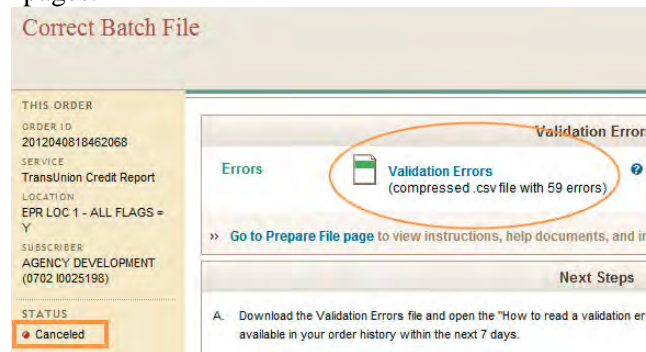 pages.
Correct Batch File
THIS ORDER
ORDER ID
2012040818462068
SERVICE
TransUnion Credit Report
LOCATION
EPR LOC 1 - ALL FLAGS =
Y
SUBSCRIBER
AGENCY DEVELOPMENT
(0702 I0025198)
STATUS
Canceled
Validation Errors
Errors
Validation Errors
(compressed .csv file with 59 errors)
?
» Go to Prepare File page to view instructions, help documents, and in
Next Steps
A. Download the Validation Errors file and open the "How to read a validation er
available in your order history within the next 7 days.